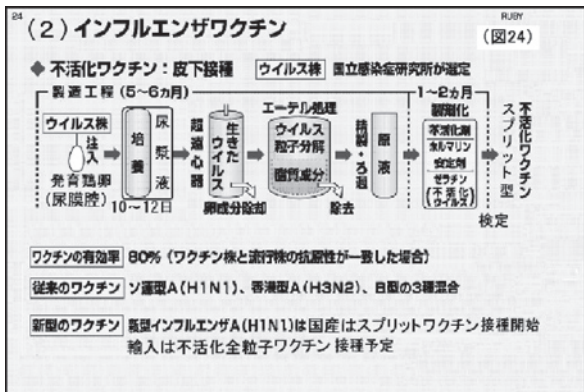 24
RUBY
(2)インフルエンザワクチン
(図24)
◆ 不活化ワクチン:皮下接種 ウイルス株 国立感染症研究所が選定
製造工程(5~6ヵ月)
1~2ヵ月
ウイルス株
注入
発育鶏卵
(尿膜腔)
培養
尿漿液
10~12日
超遠心器
生きたウイルス
卵成分除却
エーテル処理
ウイルス
粒子分解
脂質成分
除去
精製・ろ過
原液
製剤化
不活化剤
ホルマリン
安定剤
ゼラチン
(不活化ウイルス)
検定
スプリット型
不活化ワクチン
ワクチンの有効率 80%(ワクチン株と流行株の抗原性が一致した場合)
従来のワクチン ソ連型A(H1N1)、香港型A(H3N2)、B型の3種混合
新型のワクチン 新型インフルエンザA(H1N1)は国産はスプリットワクチン接種開始
輸入は不活化全粒子ワクチン 接種予定